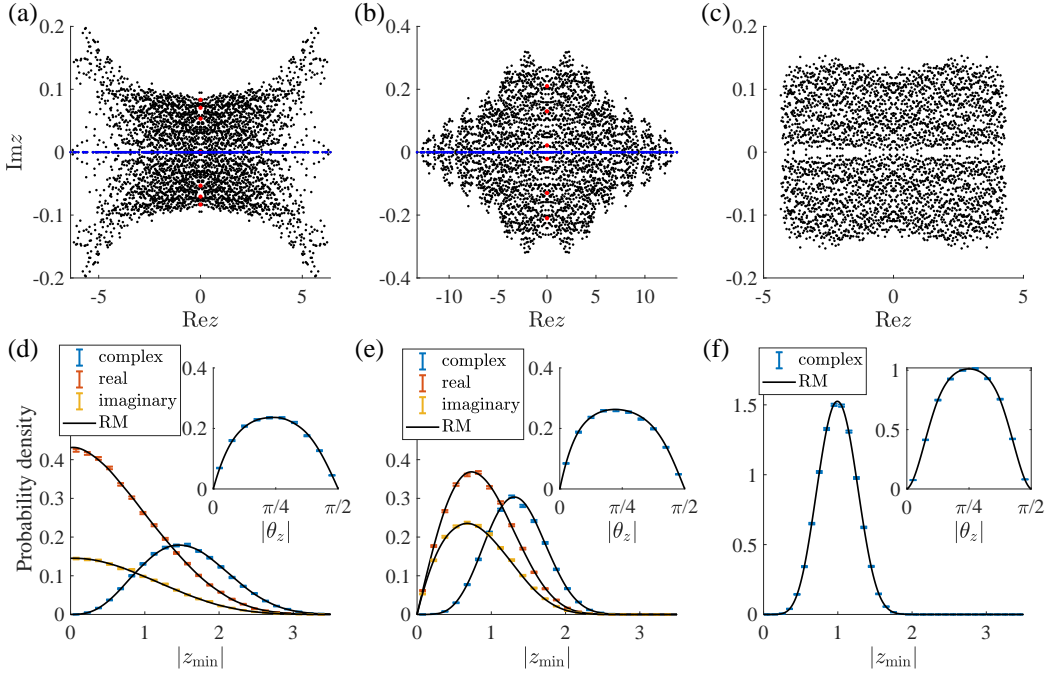 (a)
(b)
(c)
0.2
0.1
0
-0.1
-0.2
Imz
-5
0
5
Rez
0.4
0.2
0
-0.2
-0.4
-10
-5
0
5
10
Rez
0.2
0.1
0
-0.1
-0.2
-5
0
5
Rez
(d)
complex
real
imaginary
RM
0.4
0.2
0
0
π/4
π/2
|θz|
Probability density
0.4
0.3
0.2
0.1
0
0
1
2
3
|zmin|
(e)
complex
real
imaginary
RM
0.4
0.2
0
0
π/4
π/2
|θz|
0.5
0.4
0.3
0.2
0.1
0
0
1
2
3
|zmin|
(f)
complex
RM
1
0.5
0
0
π/4
π/2
|θz|
1.5
1
0.5
0
0
1
2
3
|zmin|